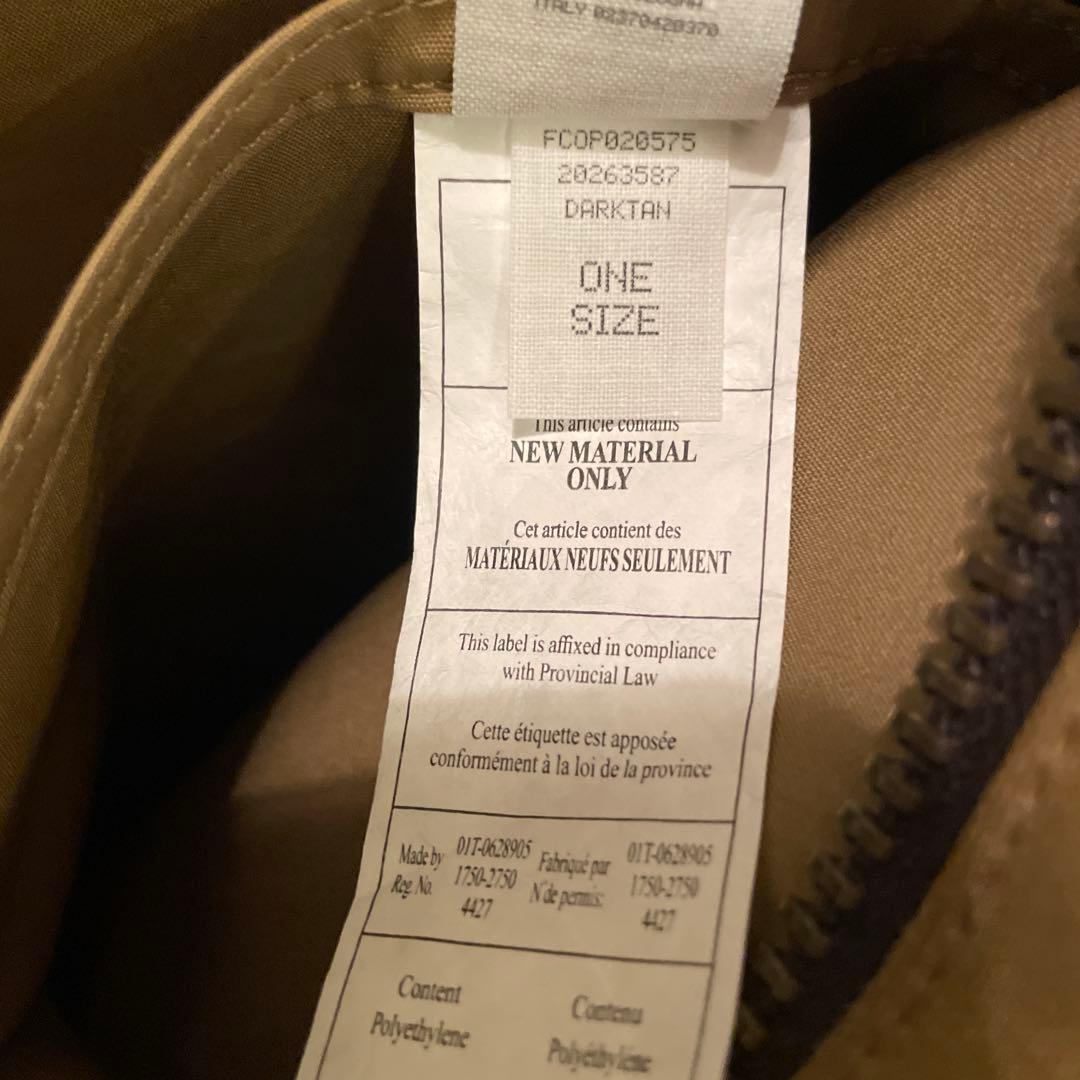 ITALY 02370420370
FCOP020575
20263587
DARKTAN
ONE
SIZE
This article contains
NEW MATERIAL
ONLY
Cet article contient des
MATÉRIAUX NEUFS SEULEMENT
This label is affixed in compliance
with Provincial Law
Cette étiquette est apposée
conformément à la loi de la province
Made by 01T-0628905 Fabriqué par 01T-0628905
Reg. No. 1750-2750 N° de permis: 1750-2750
4427 4427
Content Contenu
Polyethylene Polyéthylène